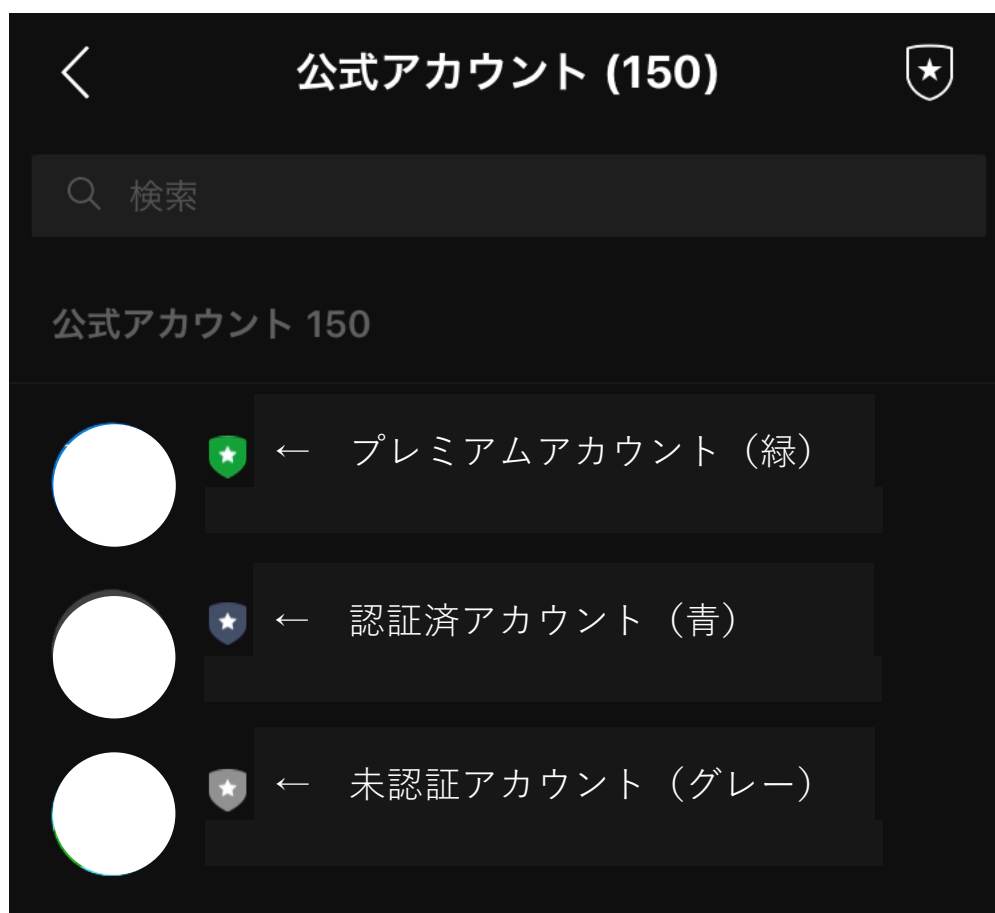 公式アカウント (150)
検索
公式アカウント 150
← プレミアムアカウント（緑）
← 認証済アカウント（青）
← 未認証アカウント（グレー）